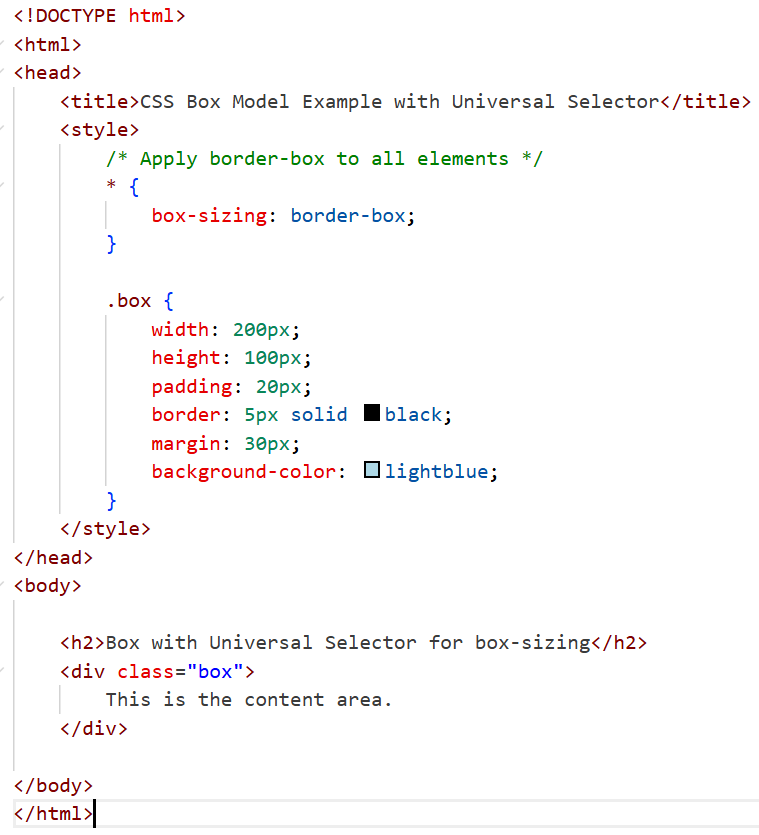 <!DOCTYPE html>
<html>
<head>
    <title>CSS Box Model Example with Universal Selector</title>
    <style>
        /* Apply border-box to all elements */
        * {
            box-sizing: border-box;
        }

        .box {
            width: 200px;
            height: 100px;
            padding: 20px;
            border: 5px solid black;
            margin: 30px;
            background-color: lightblue;
        }
    </style>
</head>
<body>

    <h2>Box with Universal Selector for box-sizing</h2>
    <div class="box">
        This is the content area.
    </div>

</body>
</html>